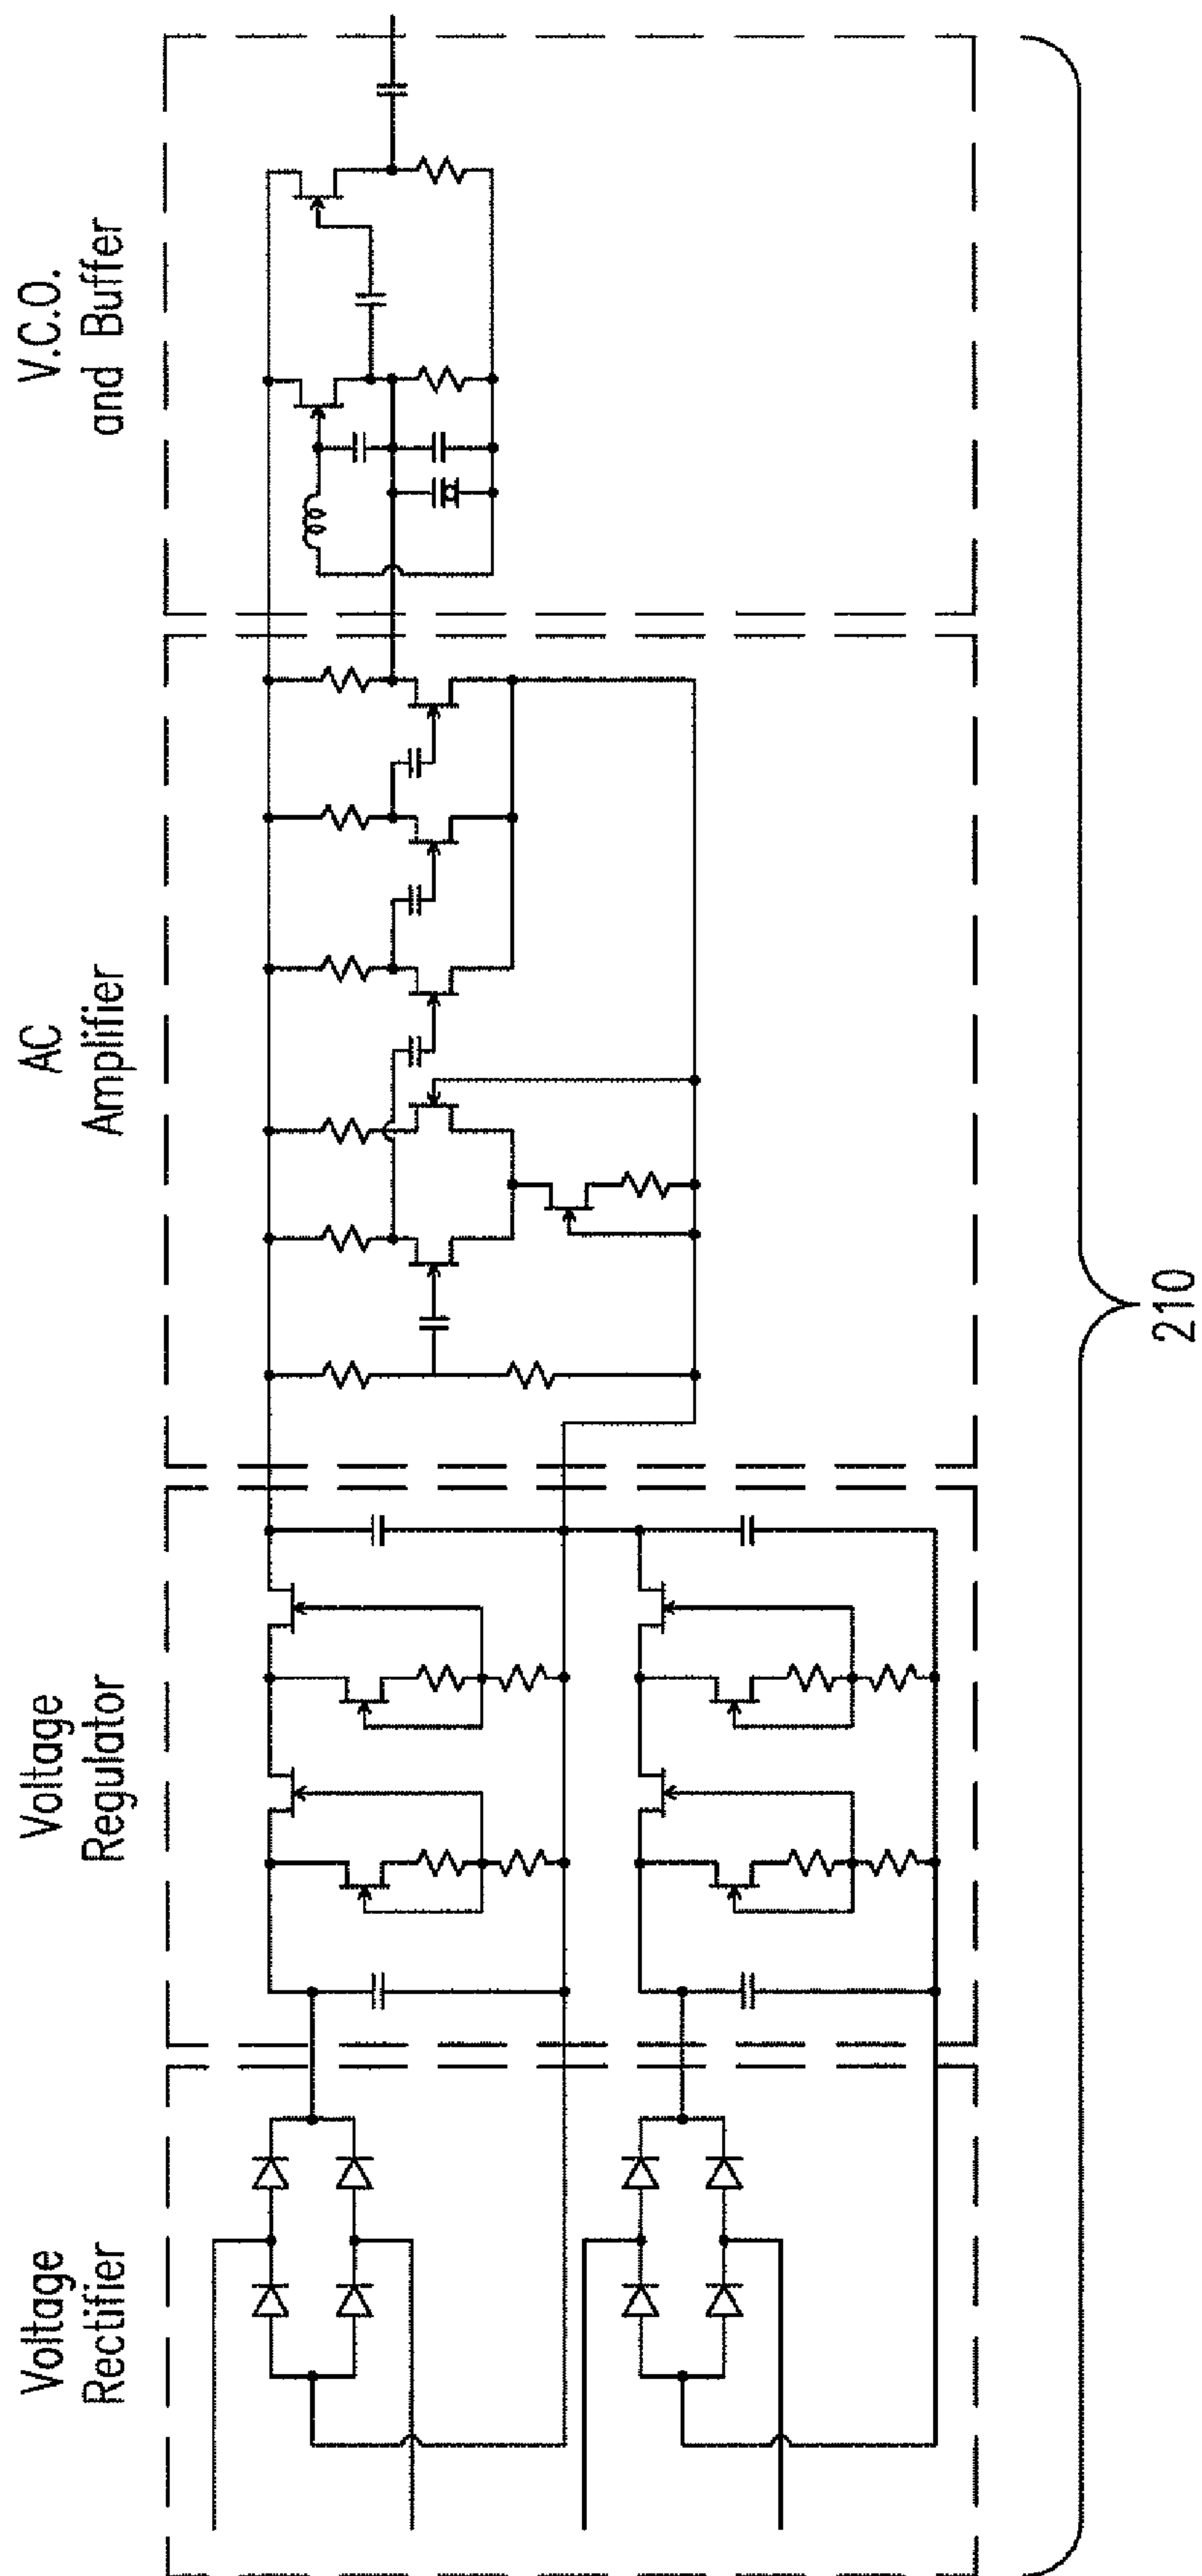 Voltage
Rectifier
Voltage
Regulator
AC
Amplifier
V.C.O.
and Buffer
210